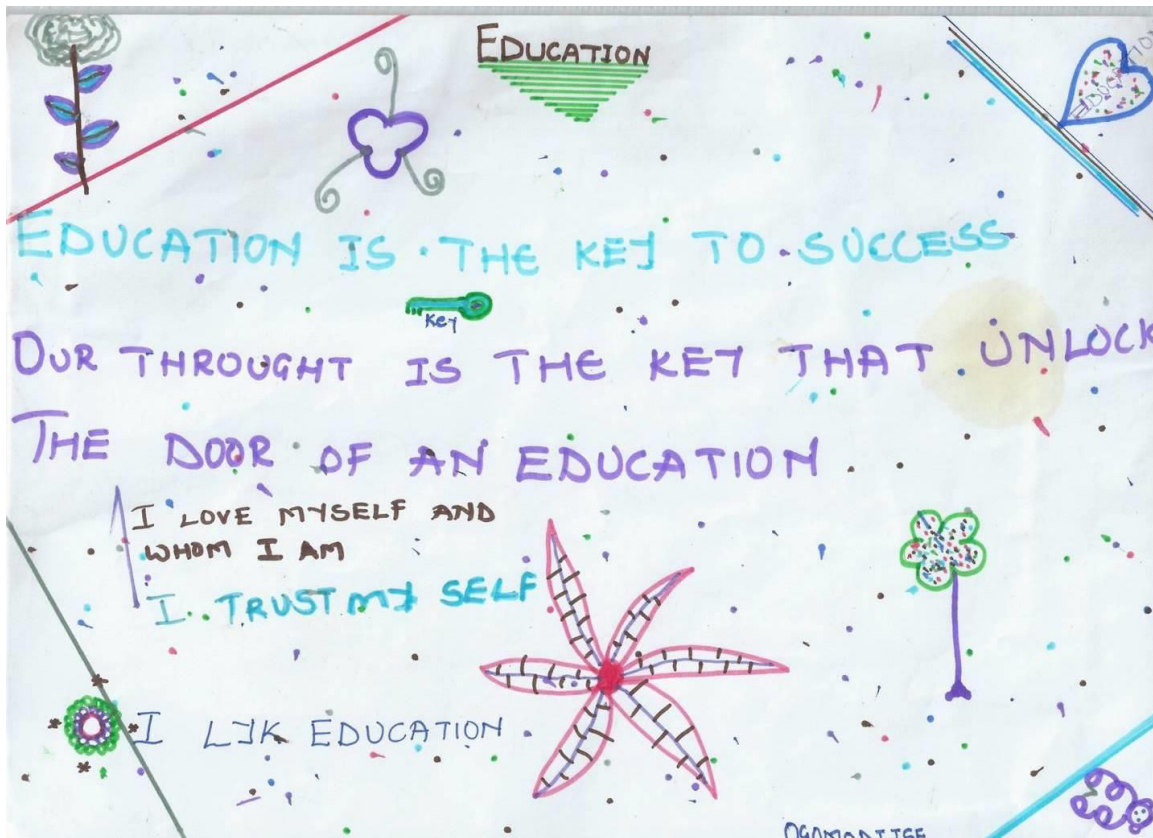 EDUCATION
EDUCATION
EDUCATION IS THE KEY TO SUCCESS
Key
OUR THROUGHT IS THE KEY THAT UNLOCK
THE DOOR OF AN EDUCATION
I LOVE MYSELF AND
WHOM I AM
I TRUST MY SELF
I LIK EDUCATION